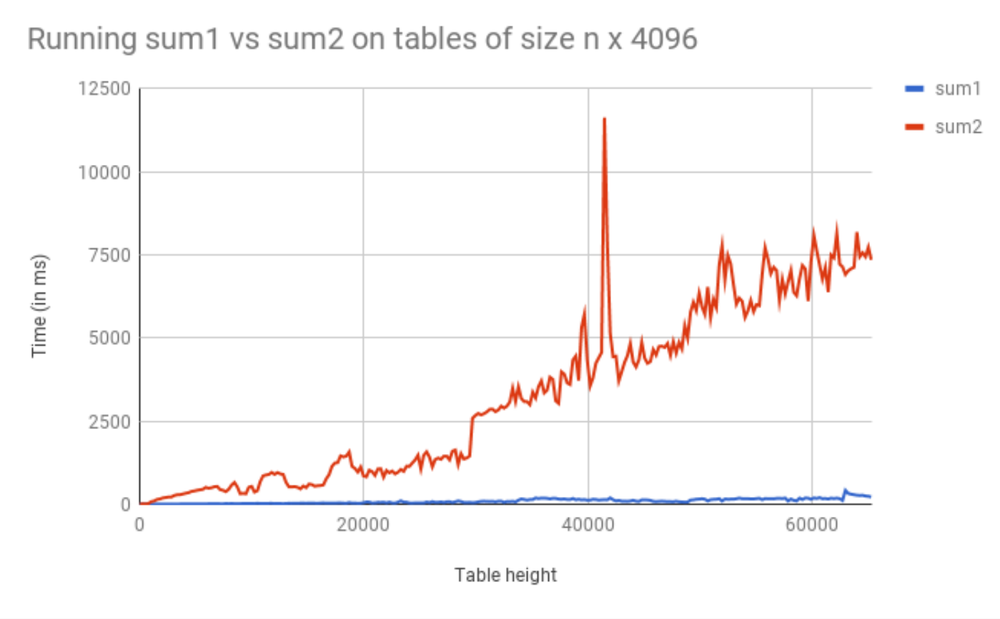 Running sum1 vs sum2 on tables of size n x 4096
sum1
sum2
12500
10000
7500
5000
2500
0
Time (in ms)
0 20000 40000 60000
Table height